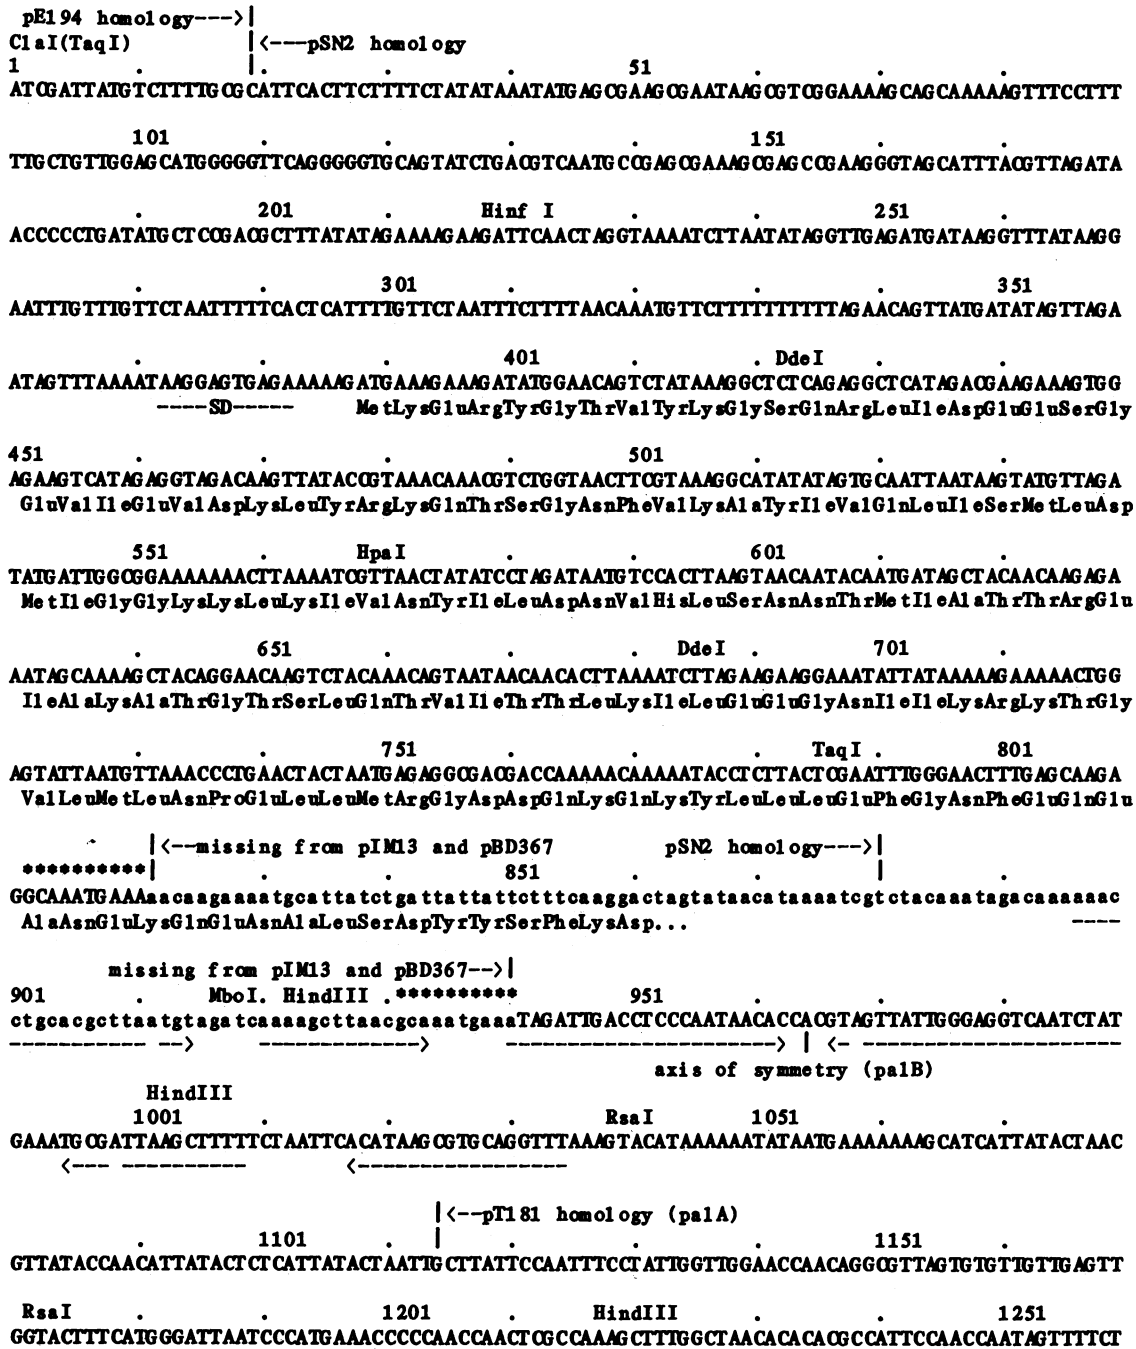 pE194 homology--->|
ClaI(TaqI) |<---pSN2 homology
1 . |. . . 51 . . .
ATCGATTATGTCTTTTGCGCATTCACTTCTTTTCTATATAAATATGAGCGAAGCGAATAAGCGTCGGAAAAGCAGCAAAAAGTTTCCTTT
101 . . . . 151 . .
TTGCTGTTGGAGCATGGGGGTTCAGGGGGTGCAGTATCTGACGTCAATGCCGAGCGAAAGCGAGCCGAAGGGTAGCATTTACGTTAGATA
. 201 . Hinf I . . 251 .
ACCCCCTGATATGCTCCGACGCTTTATATAGAAAAGAAGATTCAACTAGGTAAAATCTTAATATAGGTTGAGATGATAAGGTTTATAAGG
. . 301 . . . . 351
AATTTGTTTGTTCTAATTTTTCACTCATTTTGTTCTAATTTCTTTTAACAAATGTTCTTTTTTTTTTAGAACAGTTATGATATAGTTAGA
. . . 401 . . DdeI . .
ATAGTTTAAAATAAGGAGTGAGAAAAAGATGAAAGAAAGATATGGAACAGTCTATAAAGGCTCTCAGAGGCTCATAGACGAAGAAAGTGG
----SD----- MetLysGluArgTyrGlyThrValTyrLysGlySerGlnArgLeuIleAspGluGluSerGly
451 . . . . 501 . . .
AGAAGTCATAGAGGTAGACAAGTTATACCGTAAACAAACGTCTGGTAACTTCGTAAAGGCATATATAGTGCAATTAATAAGTATGTTAGA
GluValIleGluValAspLysLeuTyrArgLysGlnThrSerGlyAsnPheValLysAlaTyrIleValGlnLeuIleSerMetLeuAsp
551 . HpaI . . 601 . .
TATGATTGGCGGAAAAAAACTTAAAATCGTTAACTATATCCTAGATAATGTCCACTTAAGTAACAATACAATGATAGCTACAACAAGAGA
MetIleGlyGlyLysLysLeuLysIleValAsnTyrIleLeuAspAsnValHisLeuSerAsnAsnThrMetIleAlaThrThrArgGlu
. 651 . . . DdeI . 701 .
AATAGCAAAAGCTACAGGAACAAGTCTACAAACAGTAATAACAACACTTAAAATCTTAGAAGAAGGAAATATTATAAAAAGAAAAACTGG
IleAlaLysAlaThrGlyThrSerLeuGlnThrValIleThrThrLeuLysIleLeuGluGluGlyAsnIleIleLysArgLysThrGly
. . 751 . . . TaqI . 801
AGTATTAATGTTAAACCCTGAACTACTAATGAGAGGCGACGACCAAAAACAAAAATACCTCTTACTCGAATTTGGGAACTTTGAGCAAGA
ValLeuMetLeuAsnProGluLeuLeuMetArgGlyAspAspGlnLysGlnLysTyrLeuLeuLeuGluPheGlyAsnPheGluGlnGlu
|<--missing from pIM13 and pBD367 pSN2 homology--->|
**********| . . 851 . . | .
GGCAAATGAAAaacaagaaaatgcattatctgattattattctttcaaggactagtataacataaaatcgtctacaaatagacaaaaaac
AlaAsnGluLysGlnGluAsnAlaLeuSerAspTyrTyrSerPheLysAsp... ----
missing from pIM13 and pBD367-->|
901 . MboI. HindIII .********** 951 . . .
ctgcacgcttaatgtagatcaaaagcttaacgcaaatgaaaTAGATTGACCTCCCAATAACACCACGTAGTTATTGGGAGGTCAATCTAT
----------- --> -------------> ----------------------> | <- ---------------------
axis of symmetry (palB)
HindIII
1001 . . . RsaI 1051 . .
GAAATGCGATTAAGCTTTTTCTAATTCACATAAGCGTGCAGGTTTAAAGTACATAAAAAATATAATGAAAAAAAGCATCATTATACTAAC
<--- ---------- <-----------------
|<--pT181 homology (palA)
. 1101 . | . . . 1151 .
GTTATACCAACATTATACTCTCATTATACTAATTGCTTATTCCAATTTCCTATTGGTTGGAACCAACAGGCGTTAGTGTGTTGTTGAGTT
RsaI . . 1201 . HindIII . . 1251
GGTACTTTCATGGGATTAATCCCATGAAACCCCCAACCAACTCGCCAAAGCTTTGGCTAACACACACGCCATTCCAACCAATAGTTTTCT